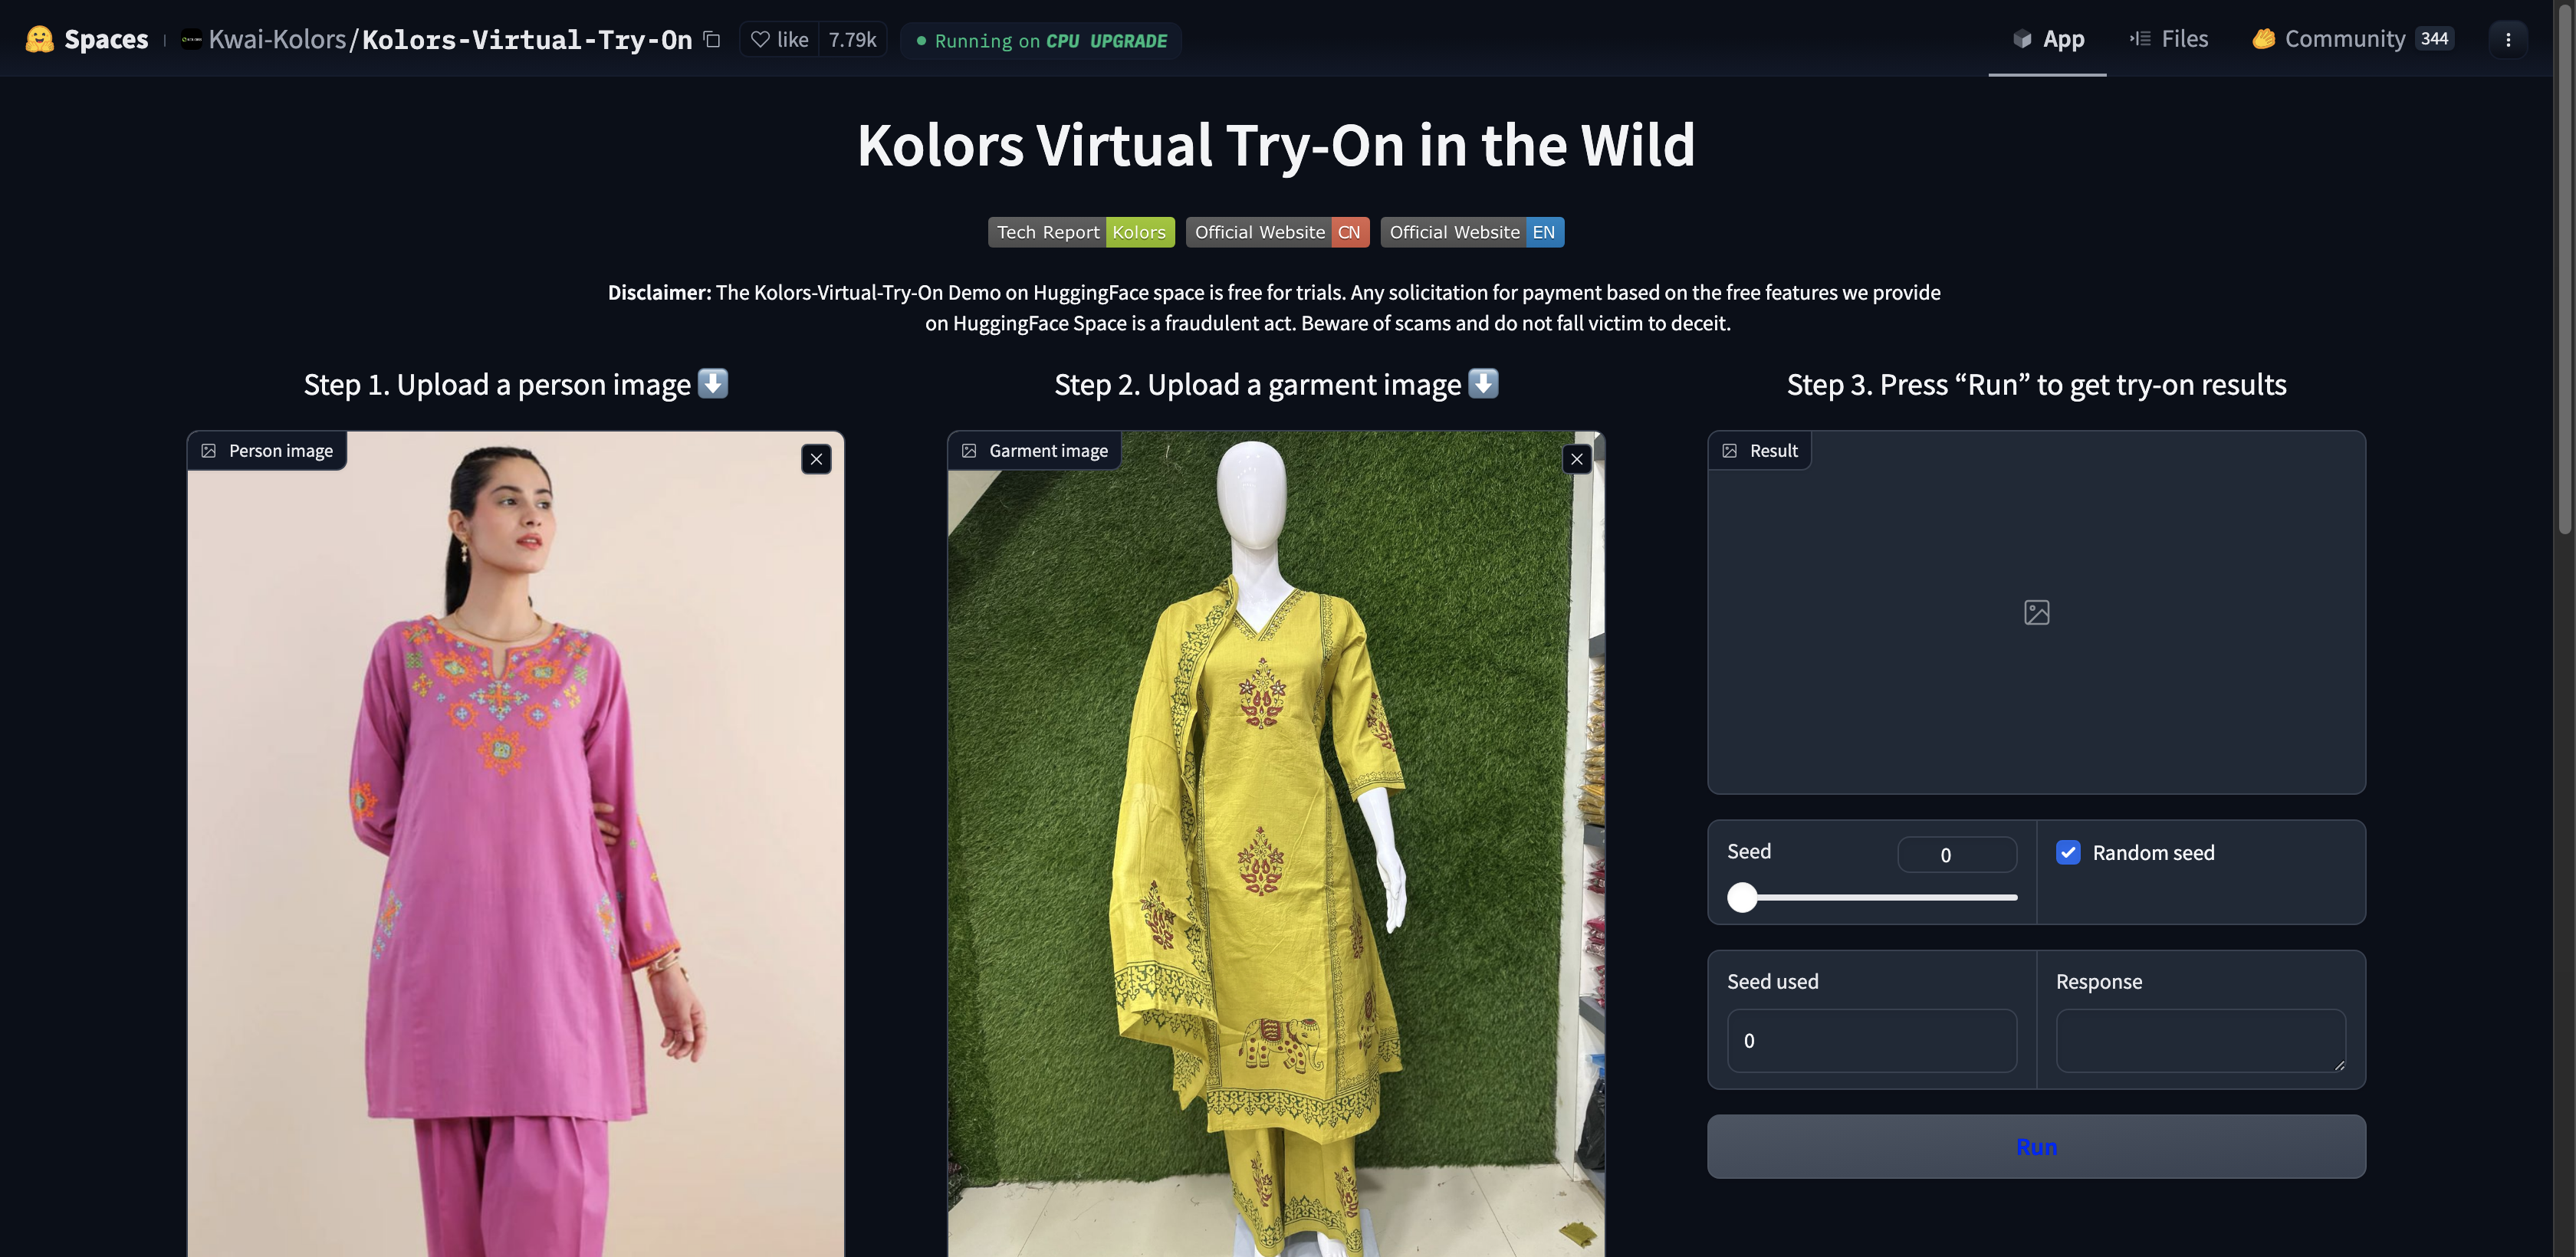 Spaces
Kwai-Kolors/Kolors-Virtual-Try-On
like 7.79k
Running on CPU UPGRADE
App
Files
Community 344
Kolors Virtual Try-On in the Wild
Tech Report Kolors
Official Website CN
Official Website EN
Disclaimer: The Kolors-Virtual-Try-On Demo on HuggingFace space is free for trials. Any solicitation for payment based on the free features we provide
on HuggingFace Space is a fraudulent act. Beware of scams and do not fall victim to deceit.
Step 1. Upload a person image
Step 2. Upload a garment image
Step 3. Press “Run” to get try-on results
Person image
Garment image
Result
Seed
0
Random seed
Seed used
0
Response
Run